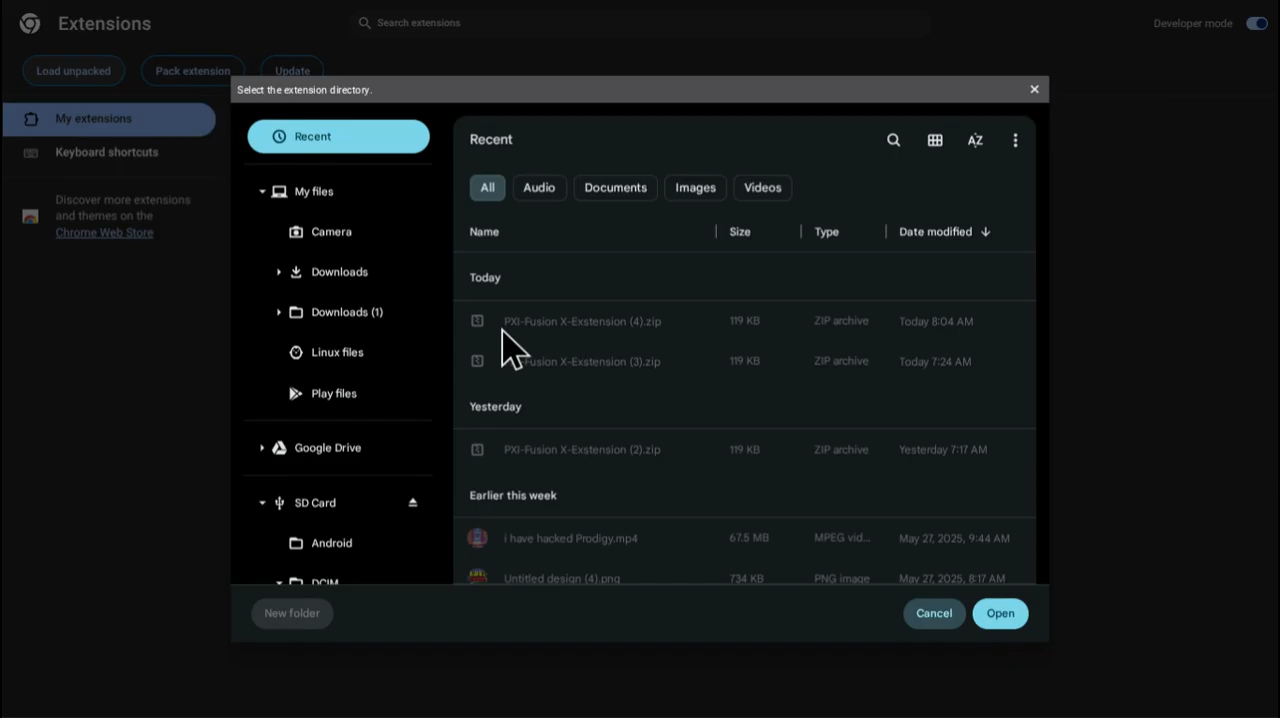 Extensions
Search extensions
Developer mode
Load unpacked
Pack extension
Update
Select the extension directory.
My extensions
Keyboard shortcuts
Discover more extensions
and themes on the
Chrome Web Store
Recent
My files
Camera
Downloads
Downloads (1)
Linux files
Play files
Google Drive
SD Card
Android
DCIM
Recent
All Audio Documents Images Videos
Name Size Type Date modified
Today
PXI-Fusion X-Exstension (4).zip 119 KB ZIP archive Today 8:04 AM
Fusion X-Exstension (3).zip 119 KB ZIP archive Today 7:24 AM
Yesterday
PXI-Fusion X-Exstension (2).zip 119 KB ZIP archive Yesterday 7:17 AM
Earlier this week
i have hacked Prodigy.mp4 67.5 MB MPEG vid... May 27, 2025, 9:44 AM
Untitled design (4).png 734 KB PNG image May 27, 2025, 8:17 AM
New folder
Cancel
Open